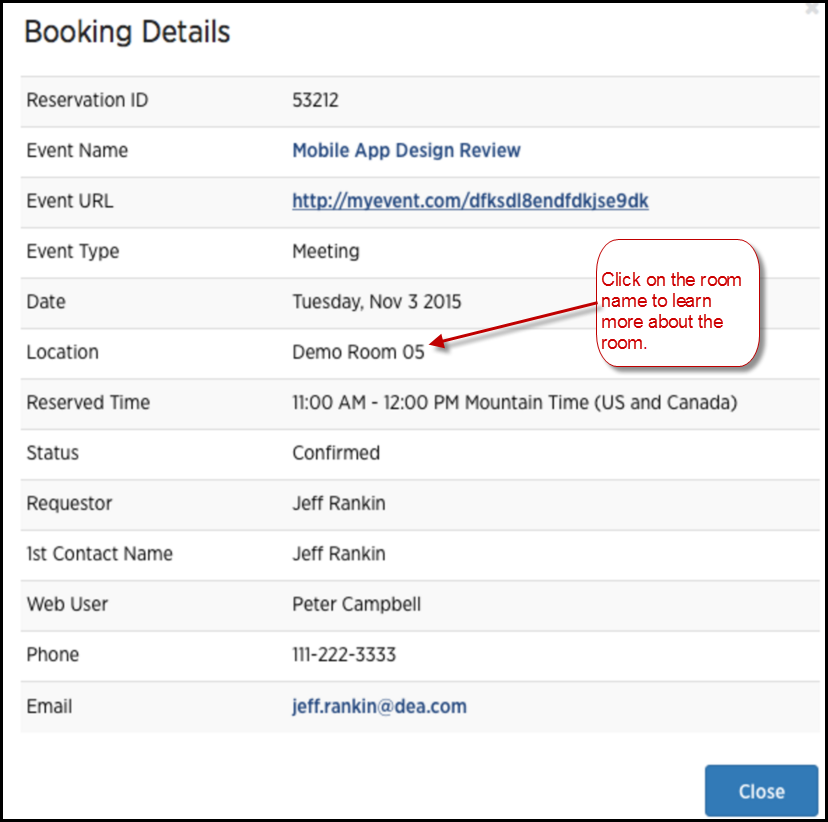 Booking Details
Reservation ID 53212
Event Name Mobile App Design Review
Event URL http://myevent.com/dfksdl8endfdkjse9dk
Event Type Meeting
Click on the room
name to learn
more about the
room.
Date Tuesday, Nov 3 2015
Location Demo Room 05
Reserved Time 11:00 AM - 12:00 PM Mountain Time (US and Canada)
Status Confirmed
Requestor Jeff Rankin
1st Contact Name Jeff Rankin
Web User Peter Campbell
Phone 111-222-3333
Email jeff.rankin@dea.com
Close